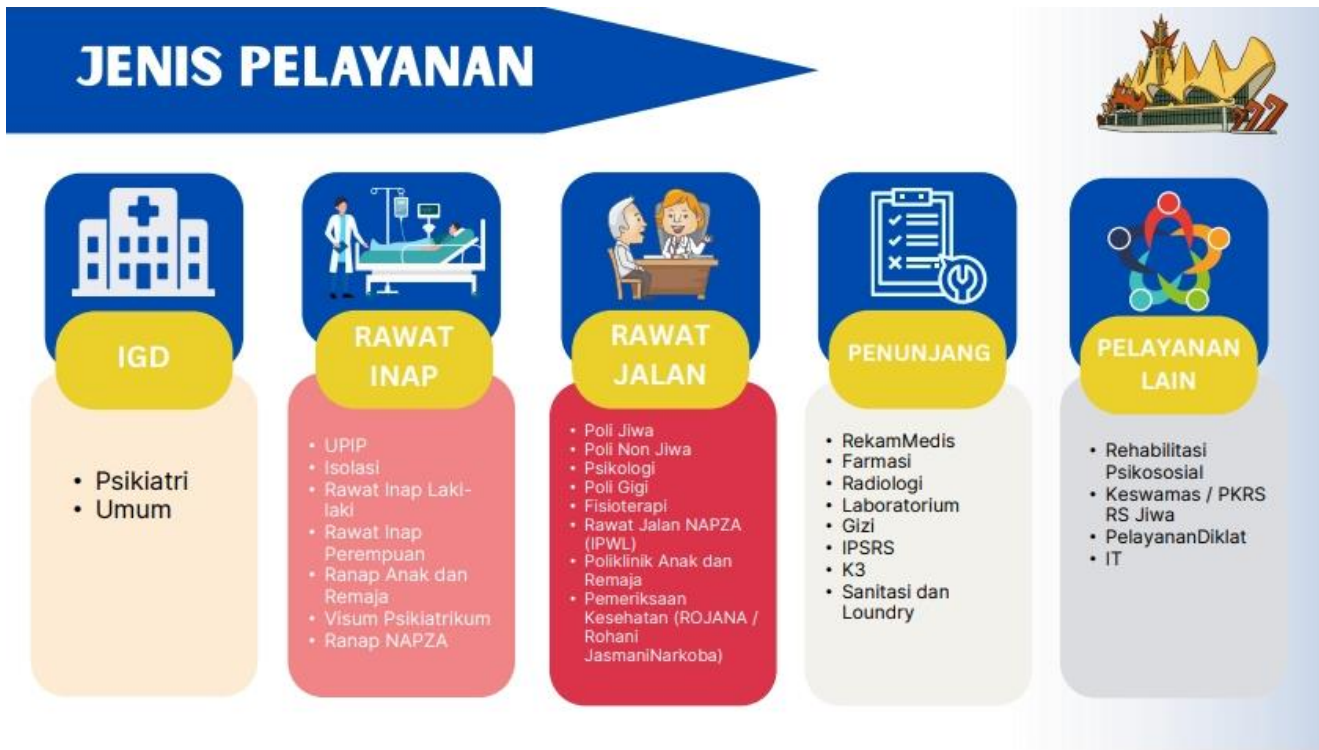 JENIS PELAYANAN
IGD
• Psikiatri
• Umum
RAWAT
INAP
• UPIP
• Isolasi
• Rawat Inap Laki-
laki
• Rawat Inap
Perempuan
• Ranap Anak dan
Remaja
• Visum Psikiatrikum
• Ranap NAPZA
RAWAT
JALAN
• Poli Jiwa
• Poli Non Jiwa
• Psikologi
• Poli Gigi
• Fisioterapi
• Rawat Jalan NAPZA
(IPWL)
• Poliklinik Anak dan
Remaja
• Pemeriksaan
Kesehatan (ROJANA /
Rohani
JasmaniNarkoba)
PENUNJANG
• RekamMedis
• Farmasi
• Radiologi
• Laboratorium
• Gizi
• IPSRS
• K3
• Sanitasi dan
Loundry
PELAYANAN
LAIN
• Rehabilitasi
Psikososial
• Keswamas / PKRS
RS Jiwa
• PelayananDiklat
• IT